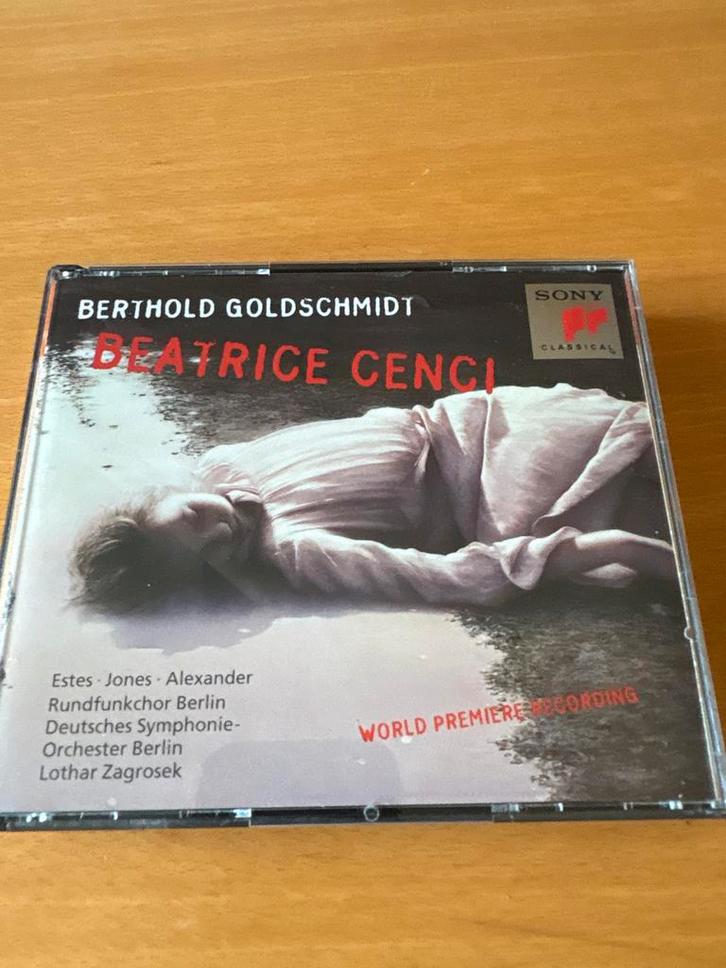 BERTHOLD GOLDSCHMIDT
BEATRICE CENCI
SONY
CLASSICAL
Estes · Jones · Alexander
Rundfunkchor Berlin
Deutsches Symphonie-
Orchester Berlin
Lothar Zagrosek
WORLD PREMIERE RECORDING